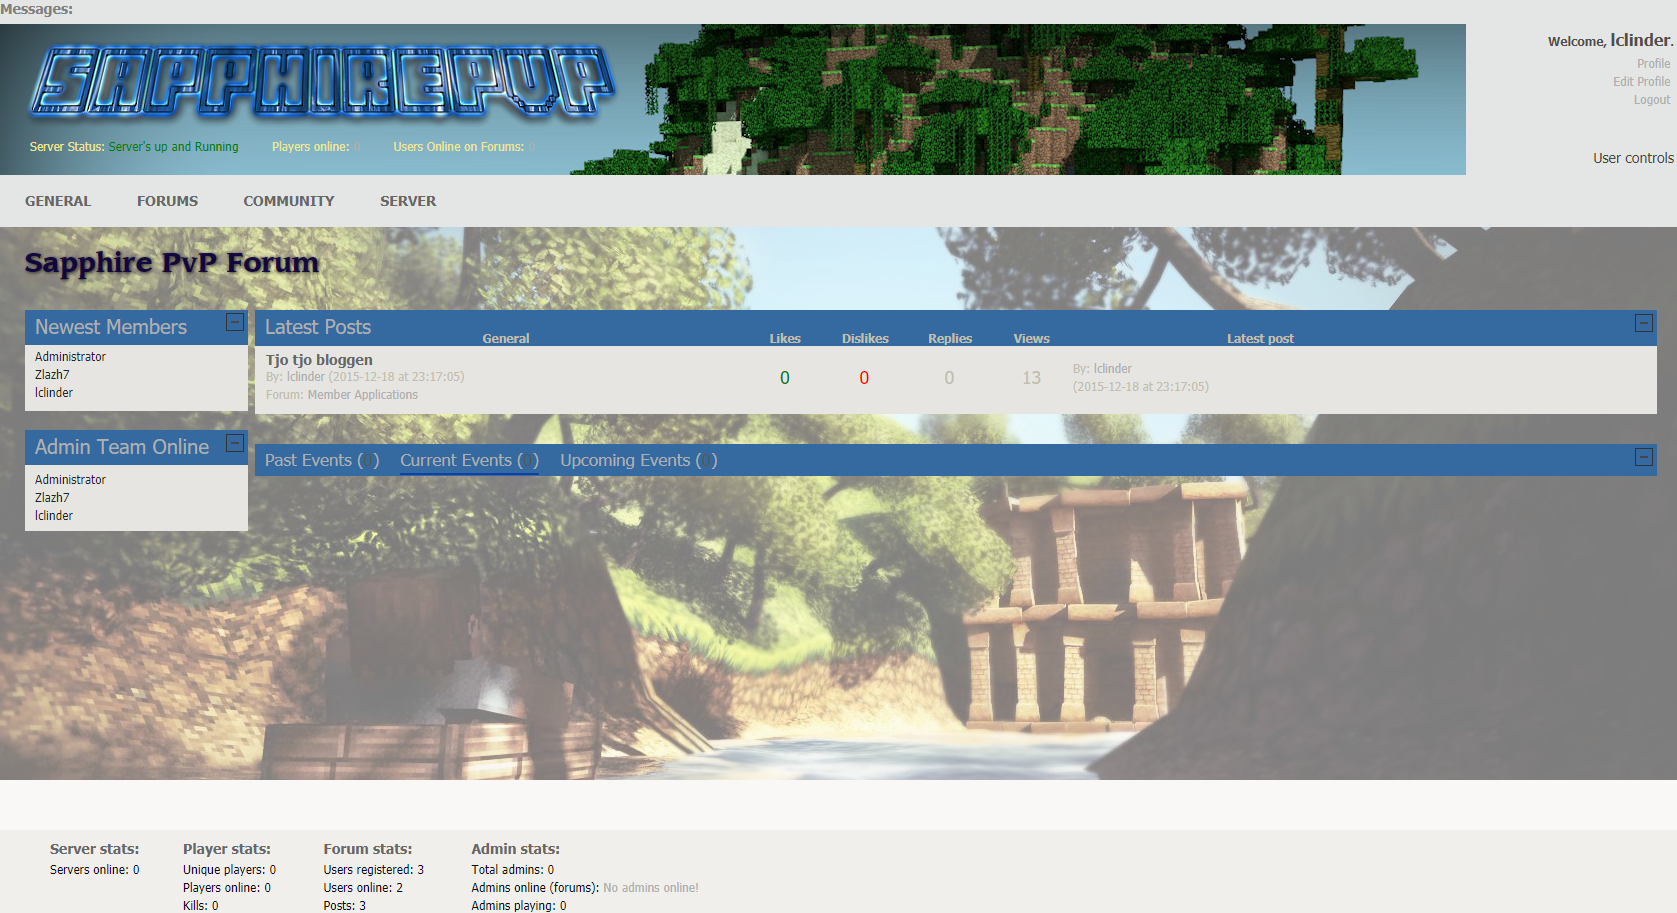 Messages:
SAPPHIREPVP
Welcome, lclinder.
Profile
Edit Profile
Logout
Server Status: Server's up and Running Players online: 0 Users Online on Forums: 0
User controls
GENERAL FORUMS COMMUNITY SERVER
Sapphire PvP Forum
Newest Members
Administrator
Zlazh7
lclinder
Latest Posts
General Likes Dislikes Replies Views Latest post
Tjo tjo bloggen
By: lclinder (2015-12-18 at 23:17:05)
Forum: Member Applications
0 0 0 13
By: lclinder
(2015-12-18 at 23:17:05)
Admin Team Online
Administrator
Zlazh7
lclinder
Past Events (0) Current Events (0) Upcoming Events (0)
Server stats:
Servers online: 0
Player stats:
Unique players: 0
Players online: 0
Kills: 0
Forum stats:
Users registered: 3
Users online: 2
Posts: 3
Admin stats:
Total admins: 0
Admins online (forums): No admins online!
Admins playing: 0